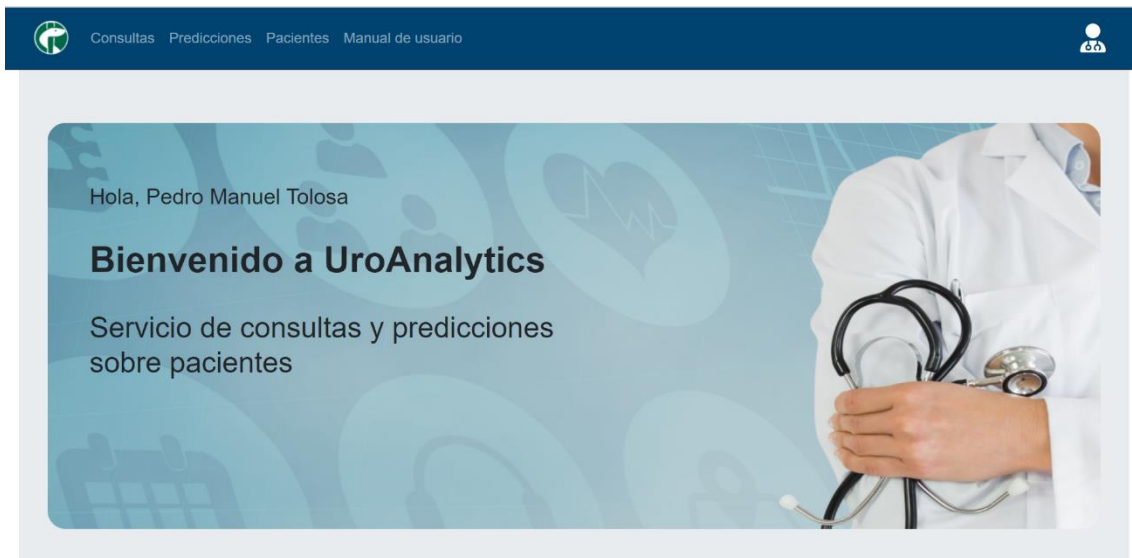 Consultas Predicciones Pacientes Manual de usuario
Hola, Pedro Manuel Tolosa
Bienvenido a UroAnalytics
Servicio de consultas y predicciones
sobre pacientes